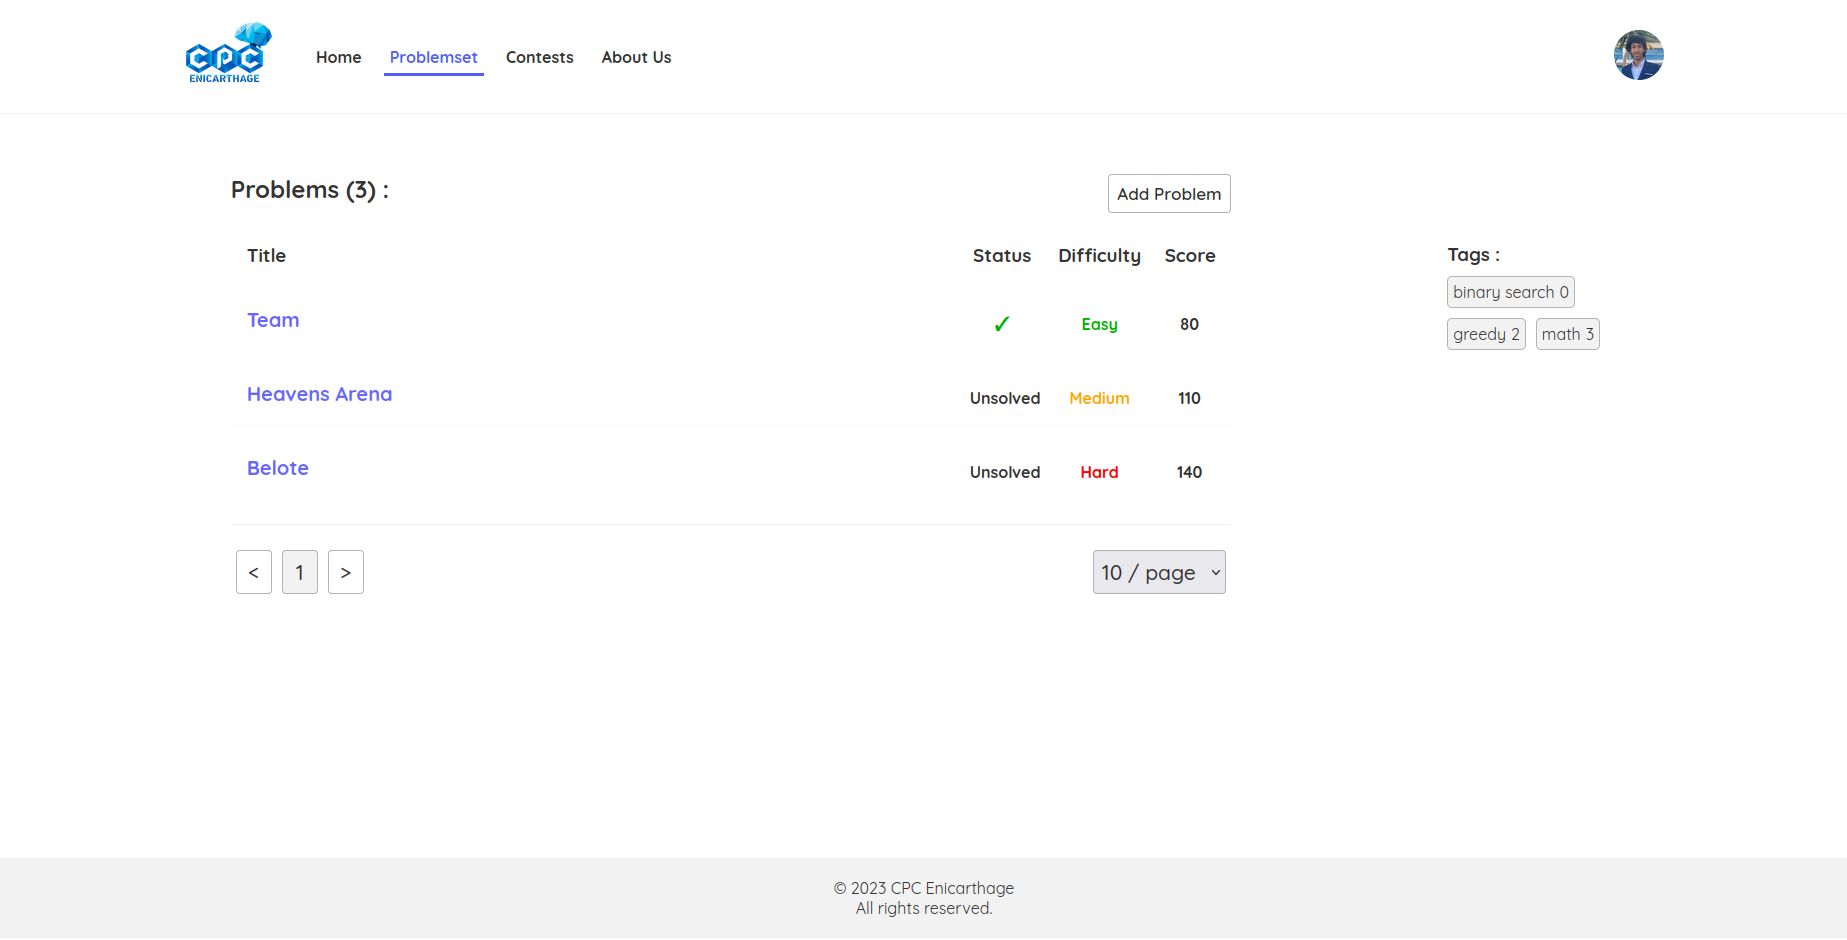 CPC
ENICARTHAGE
Home Problemset Contests About Us
Problems (3) :
Add Problem
Title Status Difficulty Score
Team ✓ Easy 80
Heavens Arena Unsolved Medium 110
Belote Unsolved Hard 140
< 1 >
10 / page
Tags :
binary search 0
greedy 2 math 3
© 2023 CPC Enicarthage
All rights reserved.